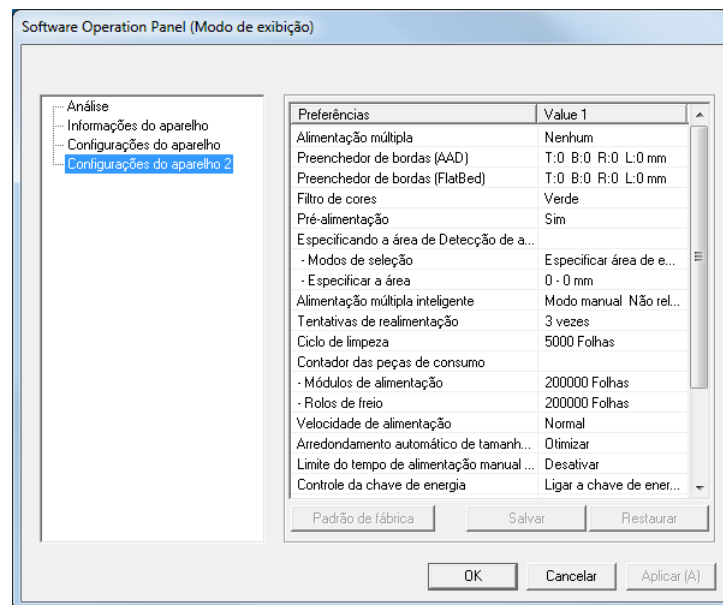 Software Operation Panel (Modo de exibição)
Análise
Informações do aparelho
Configurações do aparelho
Configurações do aparelho 2
Preferências Value 1
Alimentação múltipla Nenhum
Preenchedor de bordas (AAD) T:0 B:0 R:0 L:0 mm
Preenchedor de bordas (FlatBed) T:0 B:0 R:0 L:0 mm
Filtro de cores Verde
Pré-alimentação Sim
Especificando a área de Detecção de a...
- Modos de seleção Especificar área de e...
- Especificar a área 0 - 0 mm
Alimentação múltipla inteligente Modo manual Não rel...
Tentativas de realimentação 3 vezes
Ciclo de limpeza 5000 Folhas
Contador das peças de consumo
- Módulos de alimentação 200000 Folhas
- Rolos de freio 200000 Folhas
Velocidade de alimentação Normal
Arredondamento automático de tamanh... Otimizar
Limite do tempo de alimentação manual ... Desativar
Controle da chave de energia Ligar a chave de ener...
Padrão de fábrica Salvar Restaurar
OK Cancelar Aplicar (A)